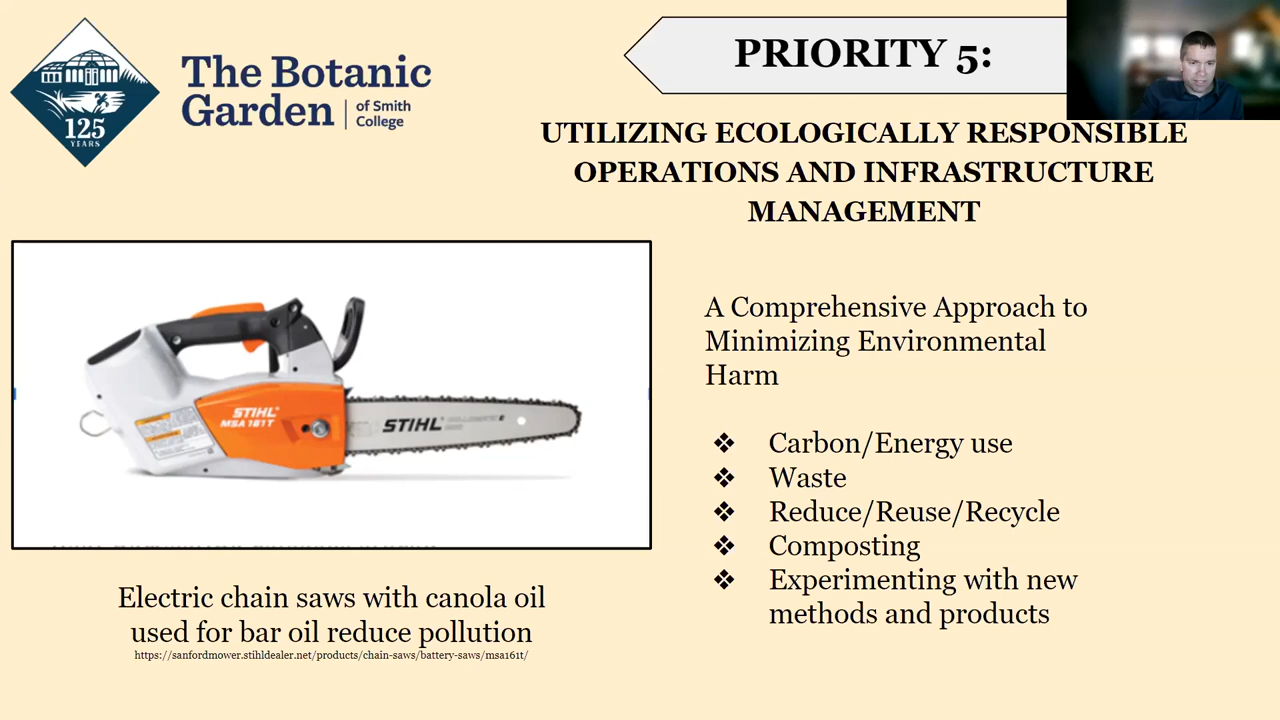 The Botanic
Garden
of Smith
College
125
YEARS
PRIORITY 5:
UTILIZING ECOLOGICALLY RESPONSIBLE
OPERATIONS AND INFRASTRUCTURE
MANAGEMENT
STIHL
MSA 161T
STIHL
Electric chain saws with canola oil
used for bar oil reduce pollution
https://sanfordmower.stihldealer.net/products/chain-saws/battery-saws/msa161t/
A Comprehensive Approach to
Minimizing Environmental
Harm
❖ Carbon/Energy use
❖ Waste
❖ Reduce/Reuse/Recycle
❖ Composting
❖ Experimenting with new
methods and products